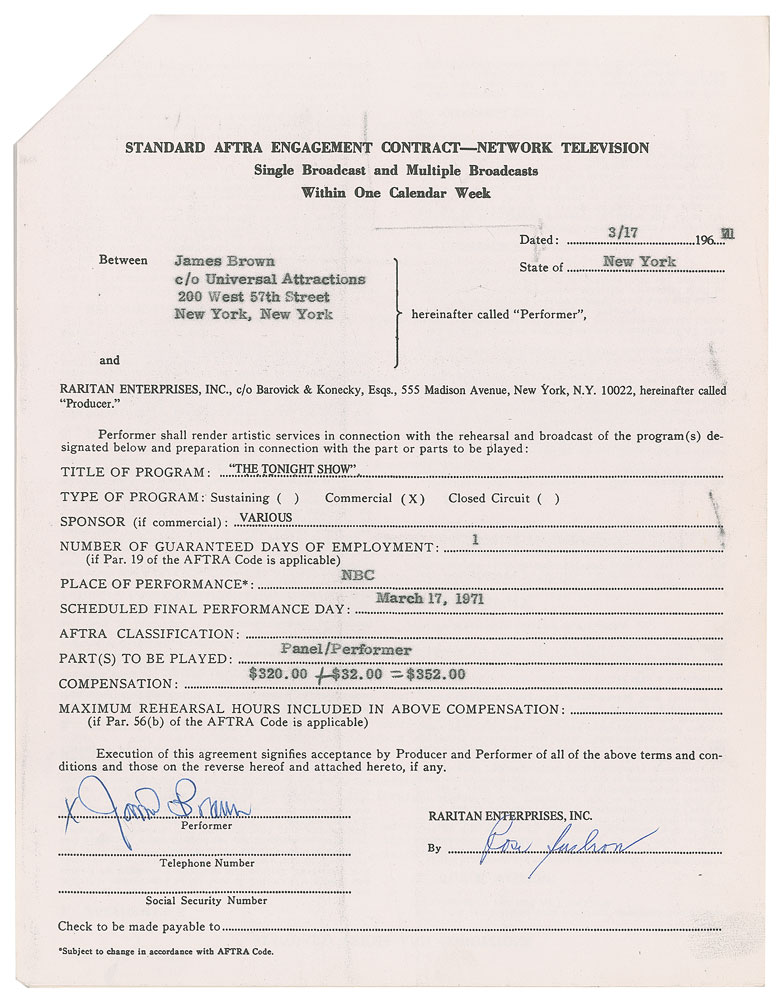 STANDARD AFTRA ENGAGEMENT CONTRACT—NETWORK TELEVISION
Single Broadcast and Multiple Broadcasts
Within One Calendar Week
Dated: 3/17 196 71
Between James Brown
State of New York
c/o Universal Attractions
200 West 57th Street
New York, New York
hereinafter called "Performer",
and
RARITAN ENTERPRISES, INC., c/o Barovick & Konecky, Esqs., 555 Madison Avenue, New York, N.Y. 10022, hereinafter called
"Producer."
Performer shall render artistic services in connection with the rehearsal and broadcast of the program(s) de-
signated below and preparation in connection with the part or parts to be played:
TITLE OF PROGRAM: "THE TONIGHT SHOW"
TYPE OF PROGRAM: Sustaining ( ) Commercial (X) Closed Circuit ( )
SPONSOR (if commercial): VARIOUS
NUMBER OF GUARANTEED DAYS OF EMPLOYMENT: 1
(if Par. 19 of the AFTRA Code is applicable)
PLACE OF PERFORMANCE*: NBC
SCHEDULED FINAL PERFORMANCE DAY: March 17, 1971
AFTRA CLASSIFICATION:
PART(S) TO BE PLAYED: Panel/Performer
COMPENSATION: $320.00 + $32.00 = $352.00
MAXIMUM REHEARSAL HOURS INCLUDED IN ABOVE COMPENSATION:
(if Par. 56(b) of the AFTRA Code is applicable)
Execution of this agreement signifies acceptance by Producer and Performer of all of the above terms and con-
ditions and those on the reverse hereof and attached hereto, if any.
x James Brown
Performer
RARITAN ENTERPRISES, INC.
By Rose
Telephone Number
Social Security Number
Check to be made payable to
*Subject to change in accordance with AFTRA Code.